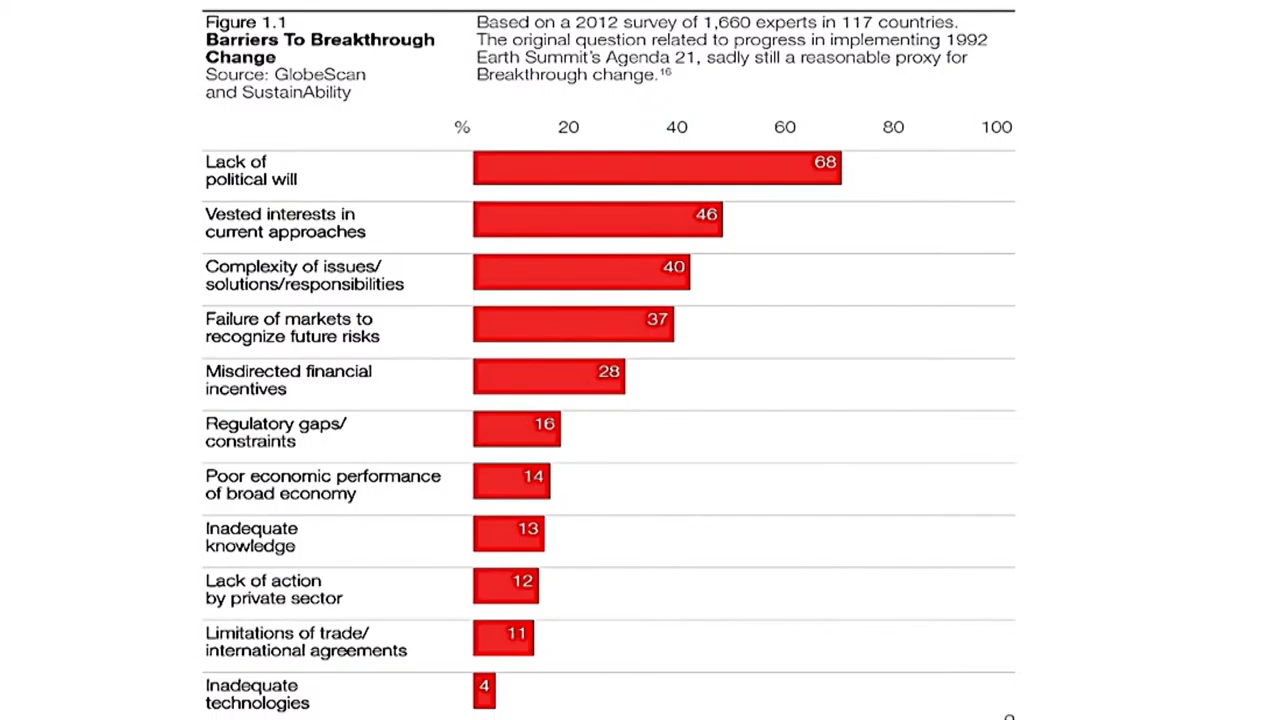 Figure 1.1
Barriers To Breakthrough
Change
Source: GlobeScan
and SustainAbility
Based on a 2012 survey of 1,660 experts in 117 countries.
The original question related to progress in implementing 1992
Earth Summit's Agenda 21, sadly still a reasonable proxy for
Breakthrough change.¹⁶
% 20 40 60 80 100
Lack of
political will
68
Vested interests in
current approaches
46
Complexity of issues/
solutions/responsibilities
40
Failure of markets to
recognize future risks
37
Misdirected financial
incentives
28
Regulatory gaps/
constraints
16
Poor economic performance
of broad economy
14
Inadequate
knowledge
13
Lack of action
by private sector
12
Limitations of trade/
international agreements
11
Inadequate
technologies
4